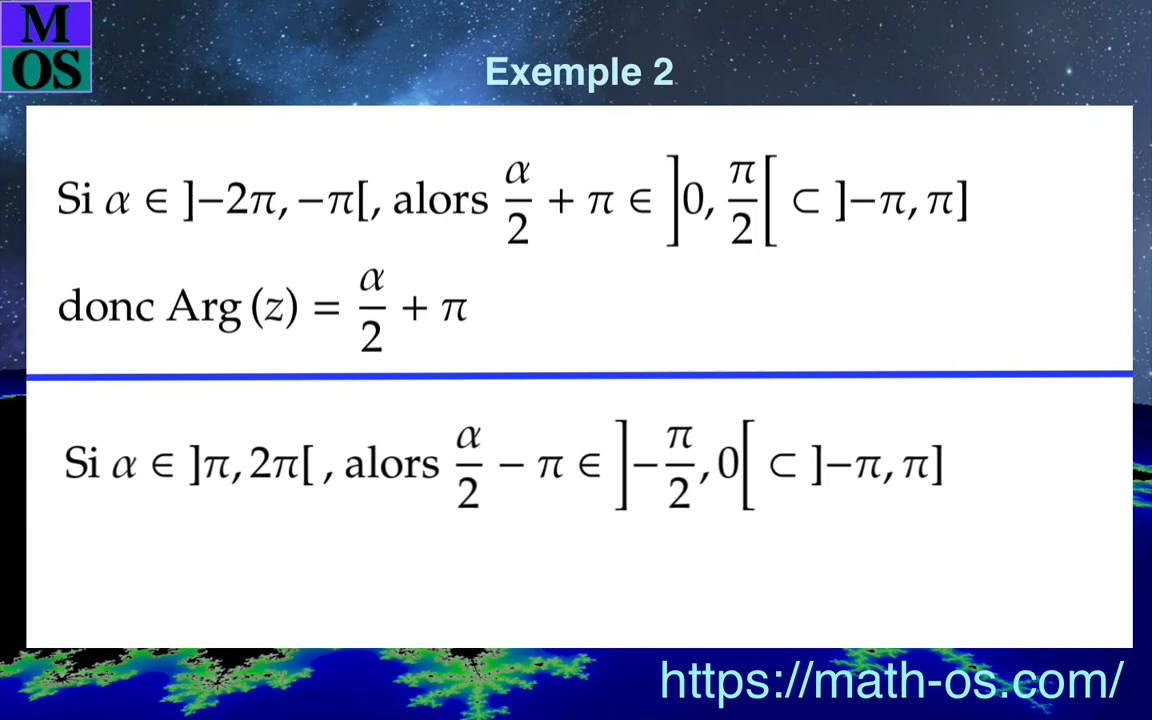 M
OS
Exemple 2
Si α ∈ ]−2π, −π[, alors α/2 + π ∈ ]0, π/2[ ⊂ ]−π, π]
donc Arg (z) = α/2 + π
Si α ∈ ]π, 2π[ , alors α/2 − π ∈ ]−π/2, 0[ ⊂ ]−π, π]
https://math-os.com/